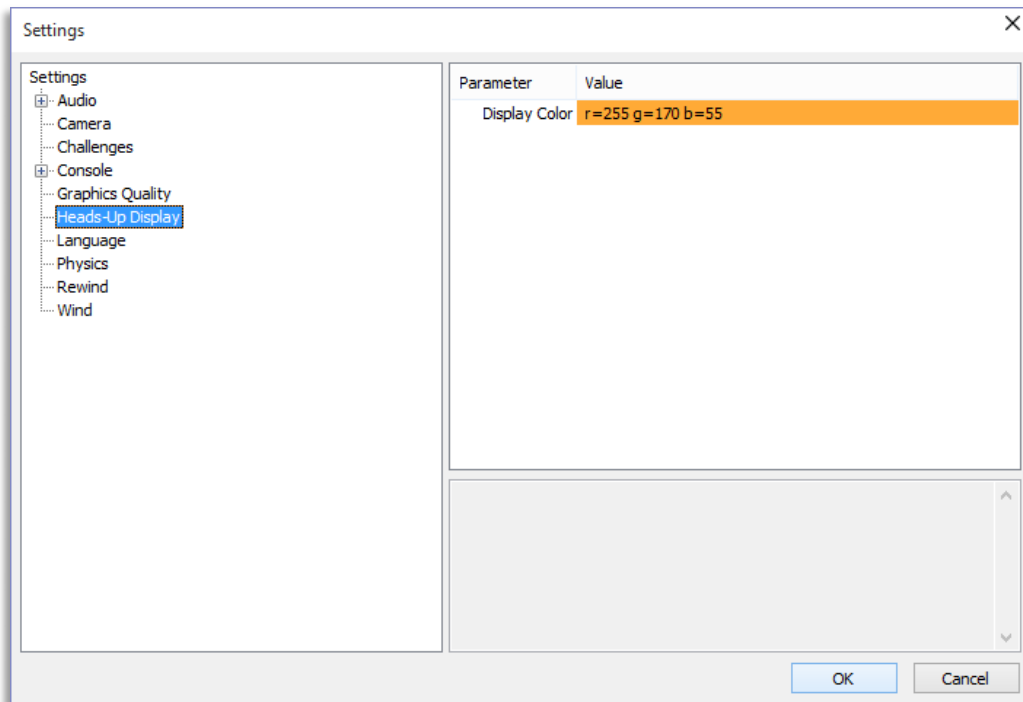 Settings
Settings
Audio
Camera
Challenges
Console
Graphics Quality
Heads-Up Display
Language
Physics
Rewind
Wind
Parameter Value
Display Color r=255 g=170 b=55
OK Cancel